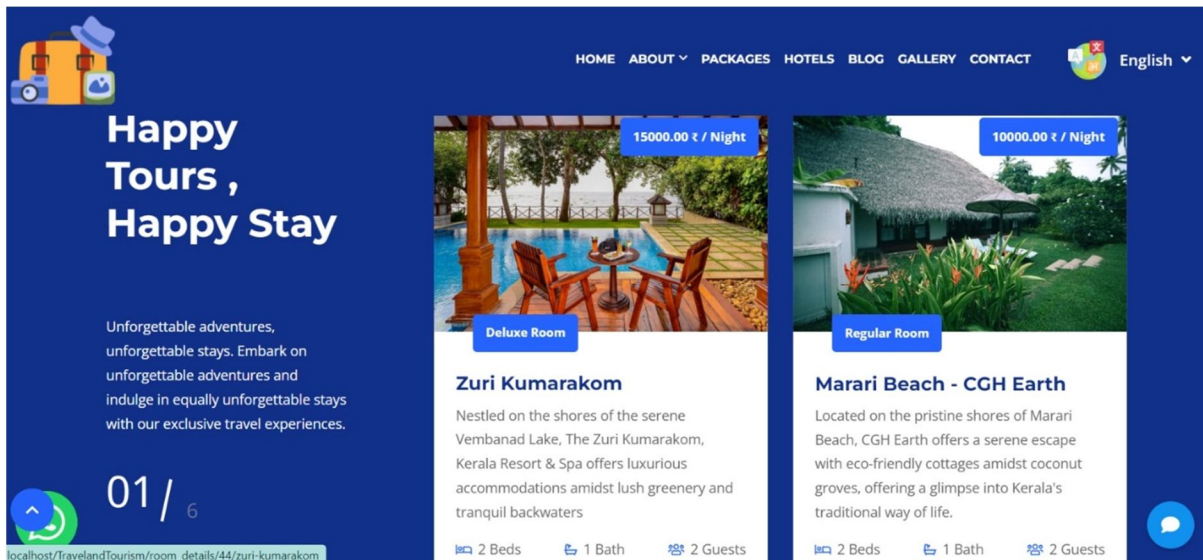 HOME ABOUT PACKAGES HOTELS BLOG GALLERY CONTACT
文
A
अ
English
Happy
Tours ,
Happy Stay
Unforgettable adventures,
unforgettable stays. Embark on
unforgettable adventures and
indulge in equally unforgettable stays
with our exclusive travel experiences.
01/ 6
15000.00 ₹ / Night
Deluxe Room
Zuri Kumarakom
Nestled on the shores of the serene
Vembanad Lake, The Zuri Kumarakom,
Kerala Resort & Spa offers luxurious
accommodations amidst lush greenery and
tranquil backwaters
2 Beds 1 Bath 2 Guests
10000.00 ₹ / Night
Regular Room
Marari Beach - CGH Earth
Located on the pristine shores of Marari
Beach, CGH Earth offers a serene escape
with eco-friendly cottages amidst coconut
groves, offering a glimpse into Kerala's
traditional way of life.
2 Beds 1 Bath 2 Guests
localhost/TravelandTourism/room_details/44/zuri-kumarakom